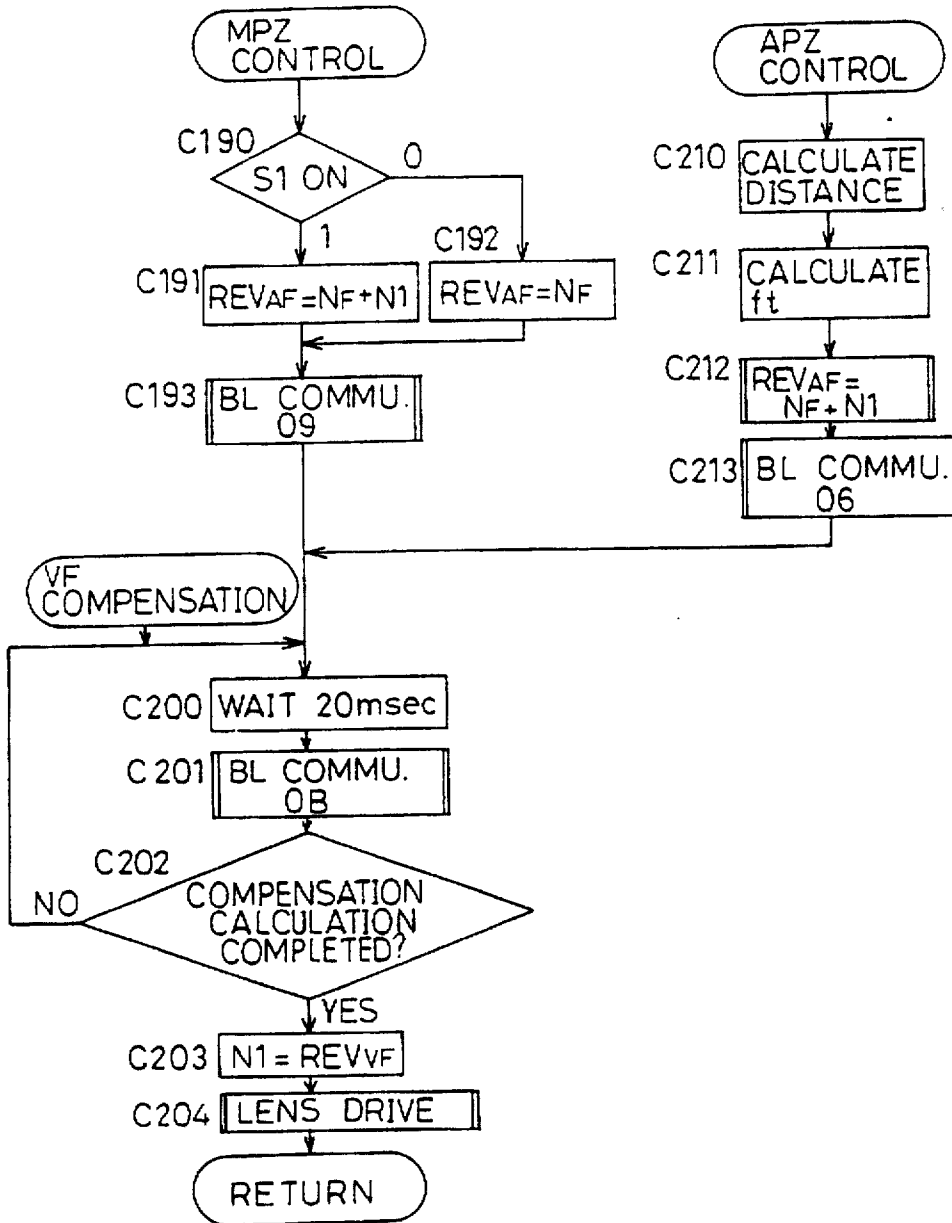 MPZ
CONTROL
C190
S1 ON
0
1
C191
REVAF=NF+N1
C192
REVAF=NF
C193
BL COMMU.
09
APZ
CONTROL
C210
CALCULATE
DISTANCE
C211
CALCULATE
ft
C212
REVAF=
NF+N1
C213
BL COMMU.
06
VF
COMPENSATION
C200
WAIT 20msec
C201
BL COMMU.
0B
C202
COMPENSATION
CALCULATION
COMPLETED?
NO
YES
C203
N1=REVVF
C204
LENS DRIVE
RETURN